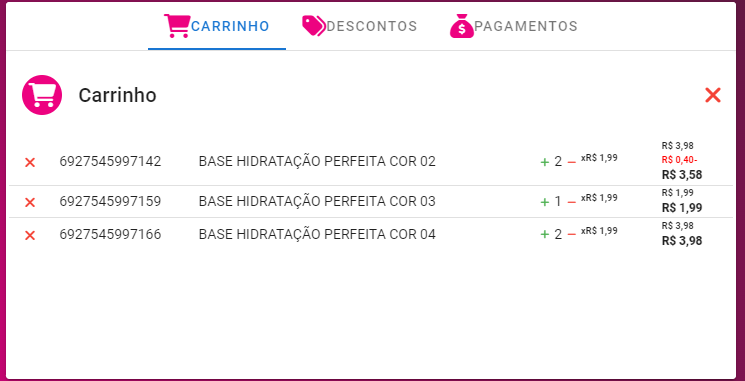 CARRINHO DESCONTOS PAGAMENTOS
Carrinho
6927545997142 BASE HIDRATAÇÃO PERFEITA COR 02 + 2 − xR$ 1,99 R$ 3,98
R$ 0,40-
R$ 3,58
6927545997159 BASE HIDRATAÇÃO PERFEITA COR 03 + 1 − xR$ 1,99 R$ 1,99
R$ 1,99
6927545997166 BASE HIDRATAÇÃO PERFEITA COR 04 + 2 − xR$ 1,99 R$ 3,98
R$ 3,98